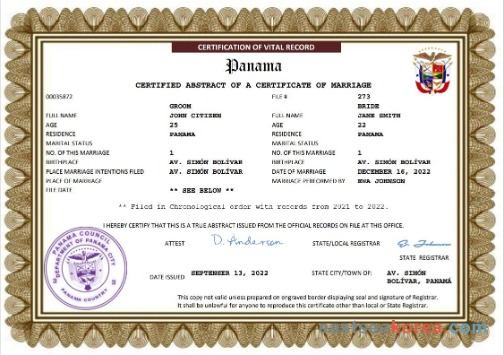 CERTIFICATION OF VITAL RECORD
Panama
CERTIFIED ABSTRACT OF A CERTIFICATE OF MARRIAGE
00035872 FILE # 273
GROOM BRIDE
FULL NAME JOHN CITIZEN FULL NAME JANE SMITH
AGE 25 AGE 22
RESIDENCE PANAMA RESIDENCE PANAMA
MARITAL STATUS MARITAL STATUS
NO. OF THIS MARRIAGE 1 NO. OF THIS MARRIAGE 1
BIRTHPLACE AV. SIMÓN BOLÍVAR BIRTHPLACE AV. SIMÓN BOLÍVAR
PLACE MARRIAGE INTENTIONS FILED AV. SIMÓN BOLÍVAR DATE OF MARRIAGE DECEMBER 16, 2022
PLACE OF MARRIAGE MARRIAGE PERFORMED BY EWA JOHNSON
FILE DATE ** SEE BELOW **
** Filed in Chronological order with records from 2021 to 2022.
I HEREBY CERTIFY THAT THIS IS A TRUE ABSTRACT ISSUED FROM THE OFFICIAL RECORDS ON FILE AT THIS OFFICE.
PANAMA COUNCIL
DEPARTMENT OF PANAMA CITY
PANAMA COUNTRY
ATTEST D. Anderson STATE/LOCAL REGISTRAR
STATE REGISTRAR
DATE ISSUED SEPTEMBER 13, 2022 STATE CITY/TOWN OF: AV. SIMÓN
BOLÍVAR, PANAMÁ
This copy not valid unless prepared on engraved border displaying seal and signature of Registrar.
It shall be unlawful for anyone to reproduce this certificate other than local or State Registrar.